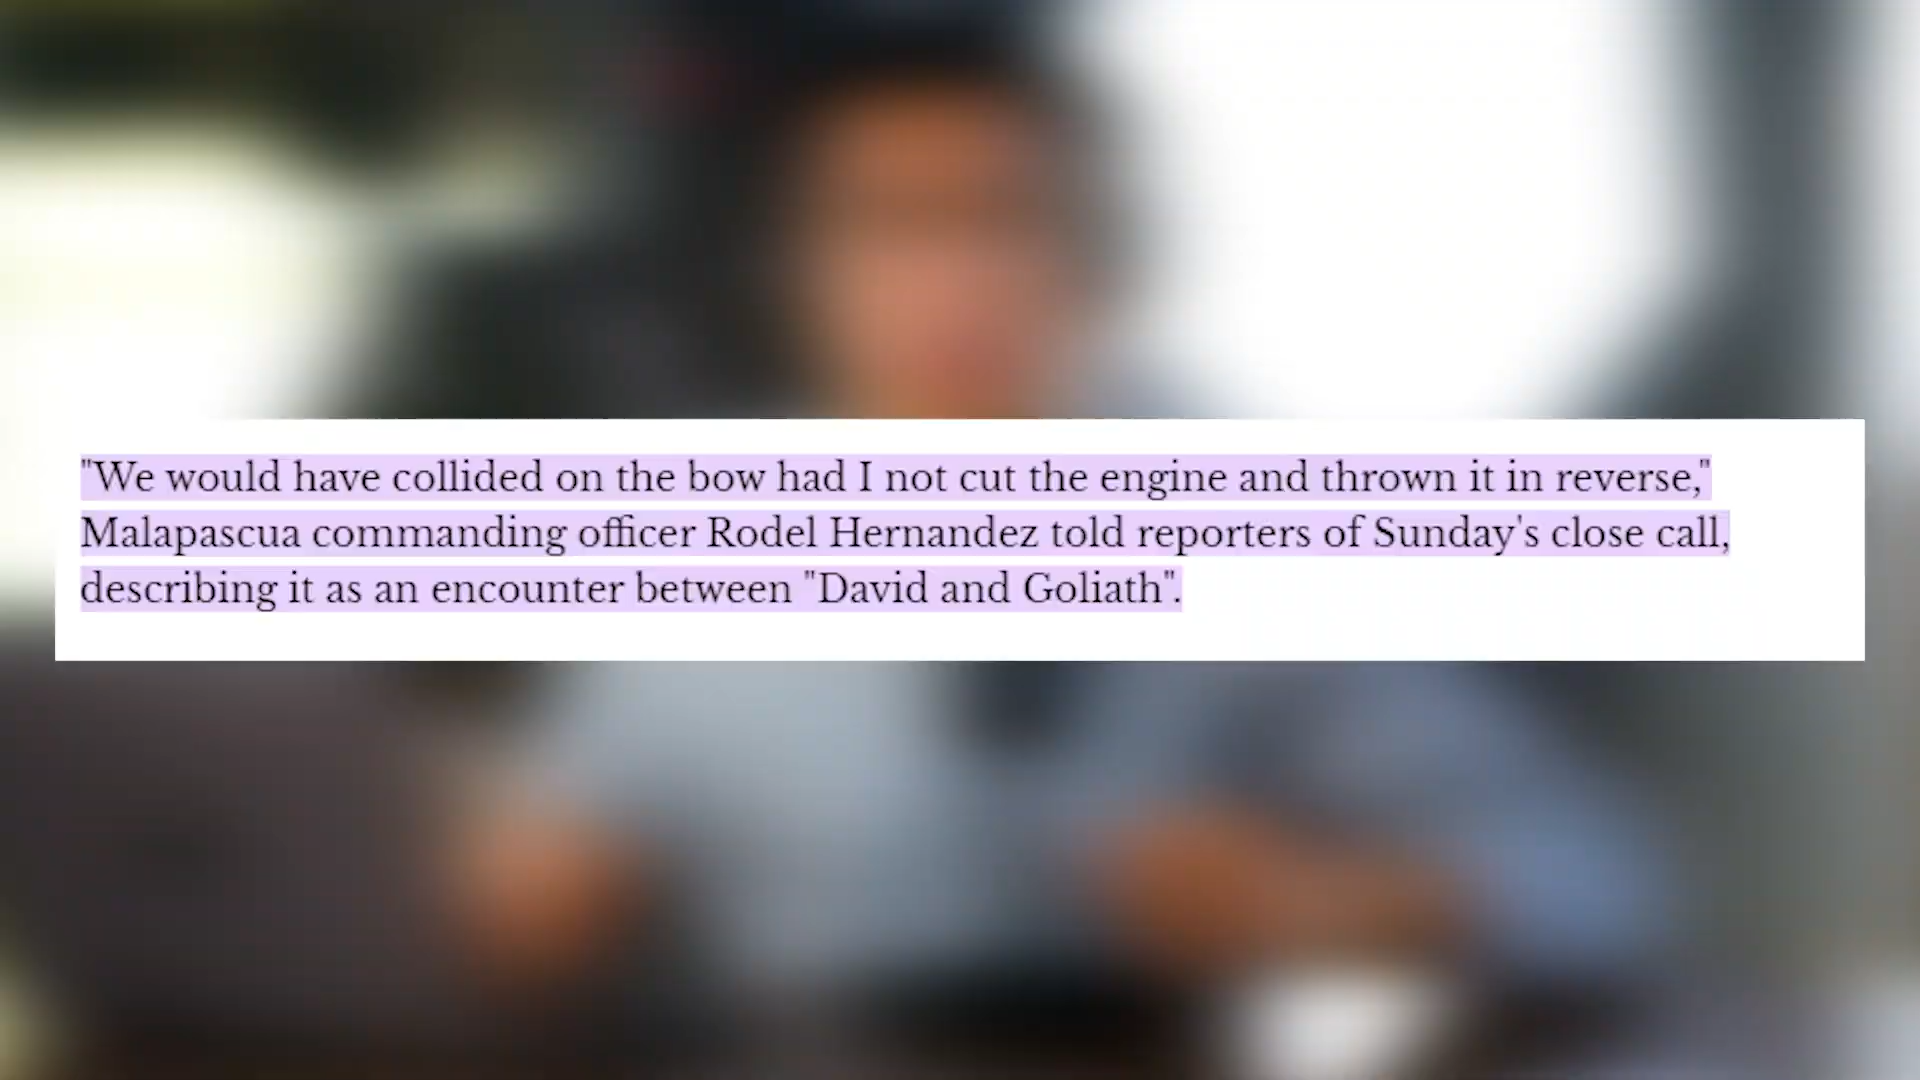 "We would have collided on the bow had I not cut the engine and thrown it in reverse,"
Malapascua commanding officer Rodel Hernandez told reporters of Sunday's close call,
describing it as an encounter between "David and Goliath".